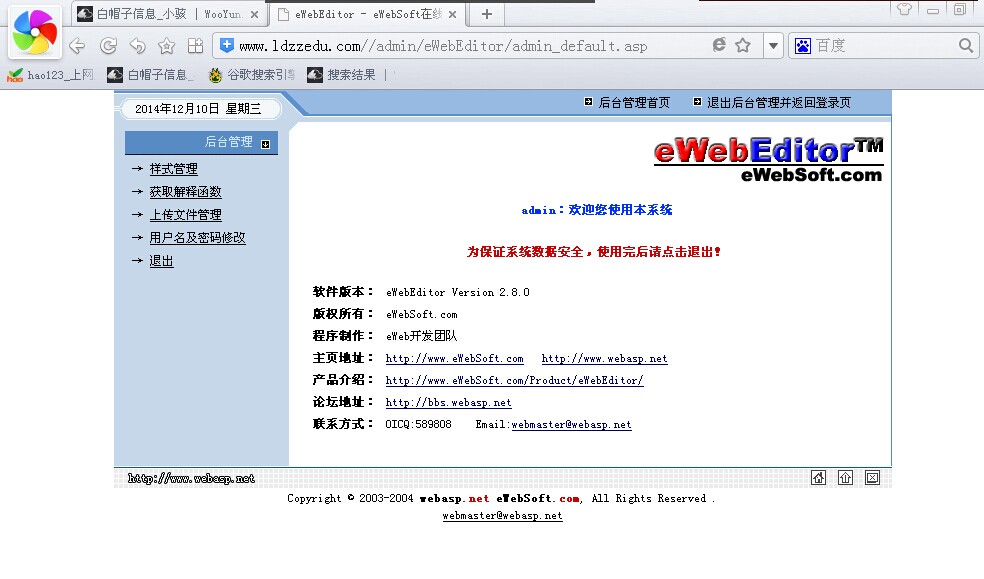 白帽子信息_小骇 | WooYun.
eWebEditor - eWebSoft在线
www.ldzzedu.com//admin/eWebEditor/admin_default.asp
百度
hao123_上网
白帽子信息_
谷歌搜索引
搜索结果 |
2014年12月10日 星期三
后台管理首页
退出后台管理并返回登录页
后台管理
→ 样式管理
→ 获取解释函数
→ 上传文件管理
→ 用户名及密码修改
→ 退出
eWebEditor™
eWebSoft.com
admin：欢迎您使用本系统
为保证系统数据安全，使用完后请点击退出！
软件版本： eWebEditor Version 2.8.0
版权所有： eWebSoft.com
程序制作： eWeb开发团队
主页地址： http://www.eWebSoft.com http://www.webasp.net
产品介绍： http://www.eWebSoft.com/Product/eWebEditor/
论坛地址： http://bbs.webasp.net
联系方式： OICQ:589808 Email:webmaster@webasp.net
http://www.webasp.net
Copyright © 2003-2004 webasp.net eWebSoft.com, All Rights Reserved .
webmaster@webasp.net